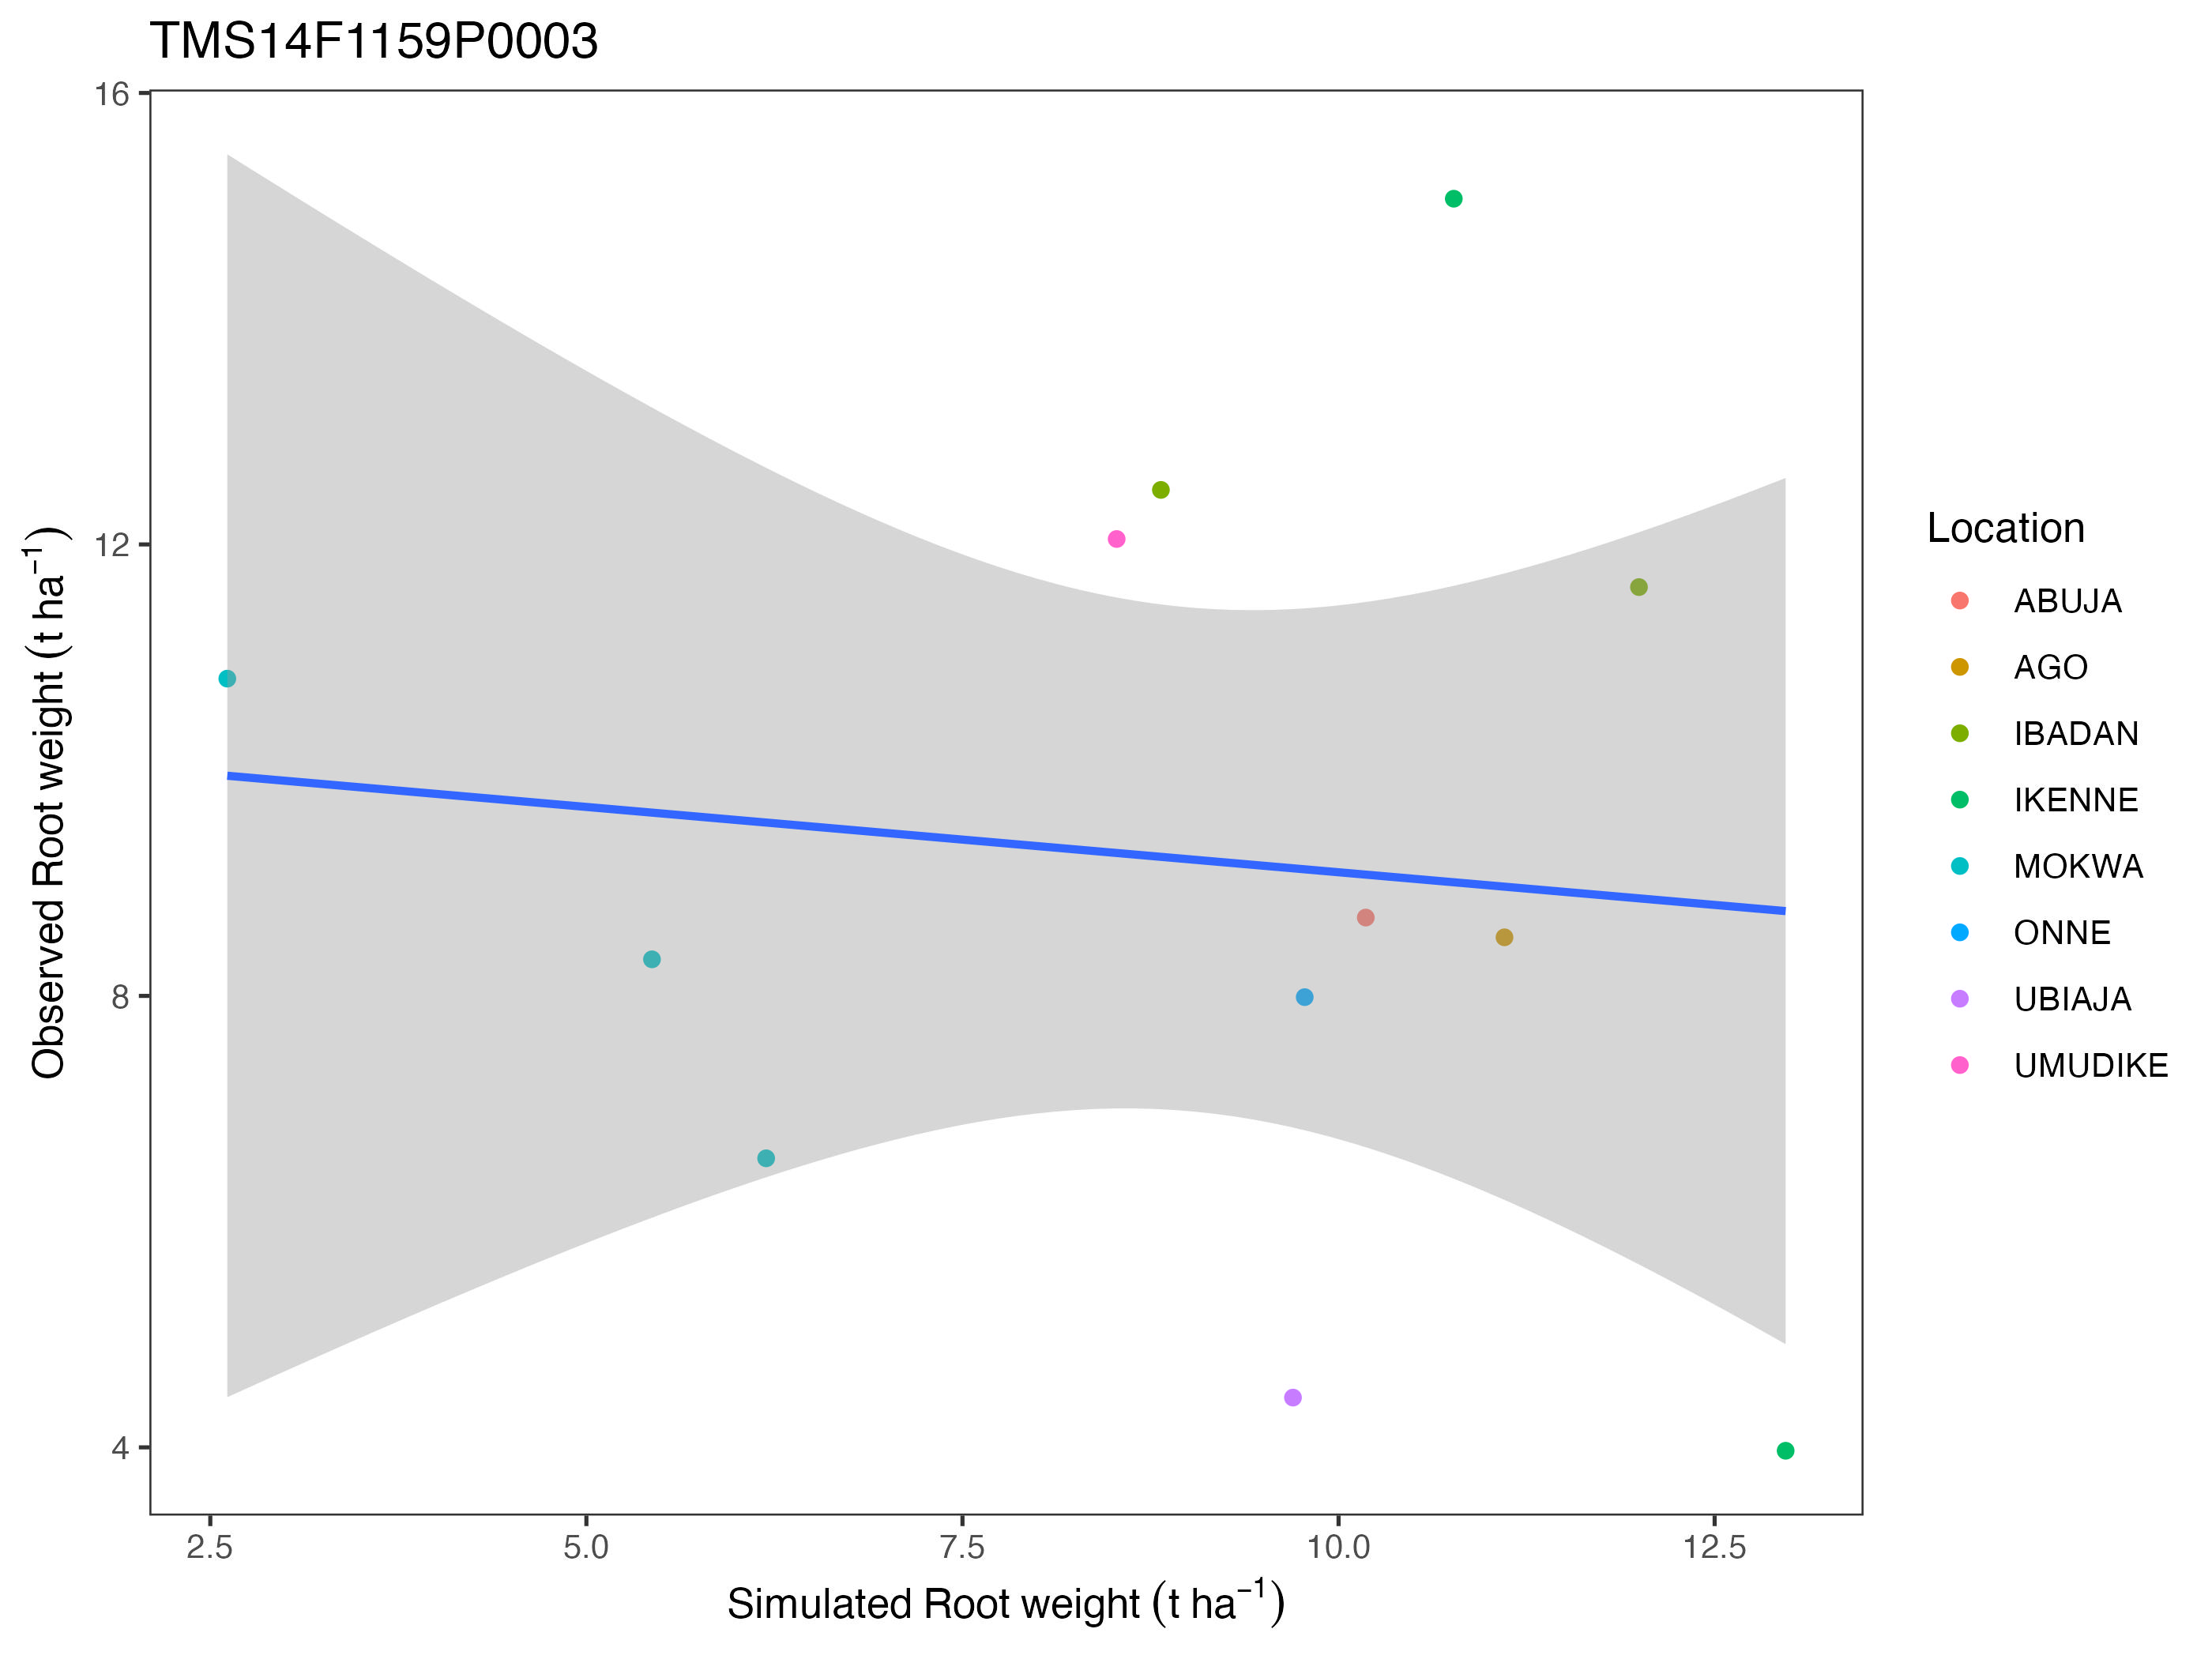 TMS14F1159P0003
16
12
8
4
Observed Root weight (t ha⁻¹)
2.5 5.0 7.5 10.0 12.5
Simulated Root weight (t ha⁻¹)
Location
ABUJA
AGO
IBADAN
IKENNE
MOKWA
ONNE
UBIAJA
UMUDIKE